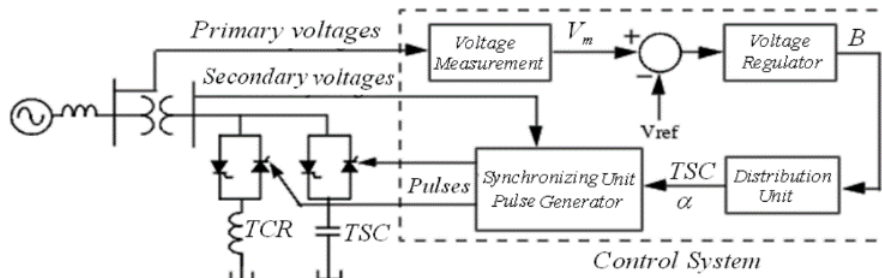 Primary voltages
Voltage
Measurement
Vm
+
Voltage
Regulator
B
Secondary voltages
−
Vref
Pulses
Synchronizing Unit
Pulse Generator
TSC
α
Distribution
Unit
TCR
TSC
Control System